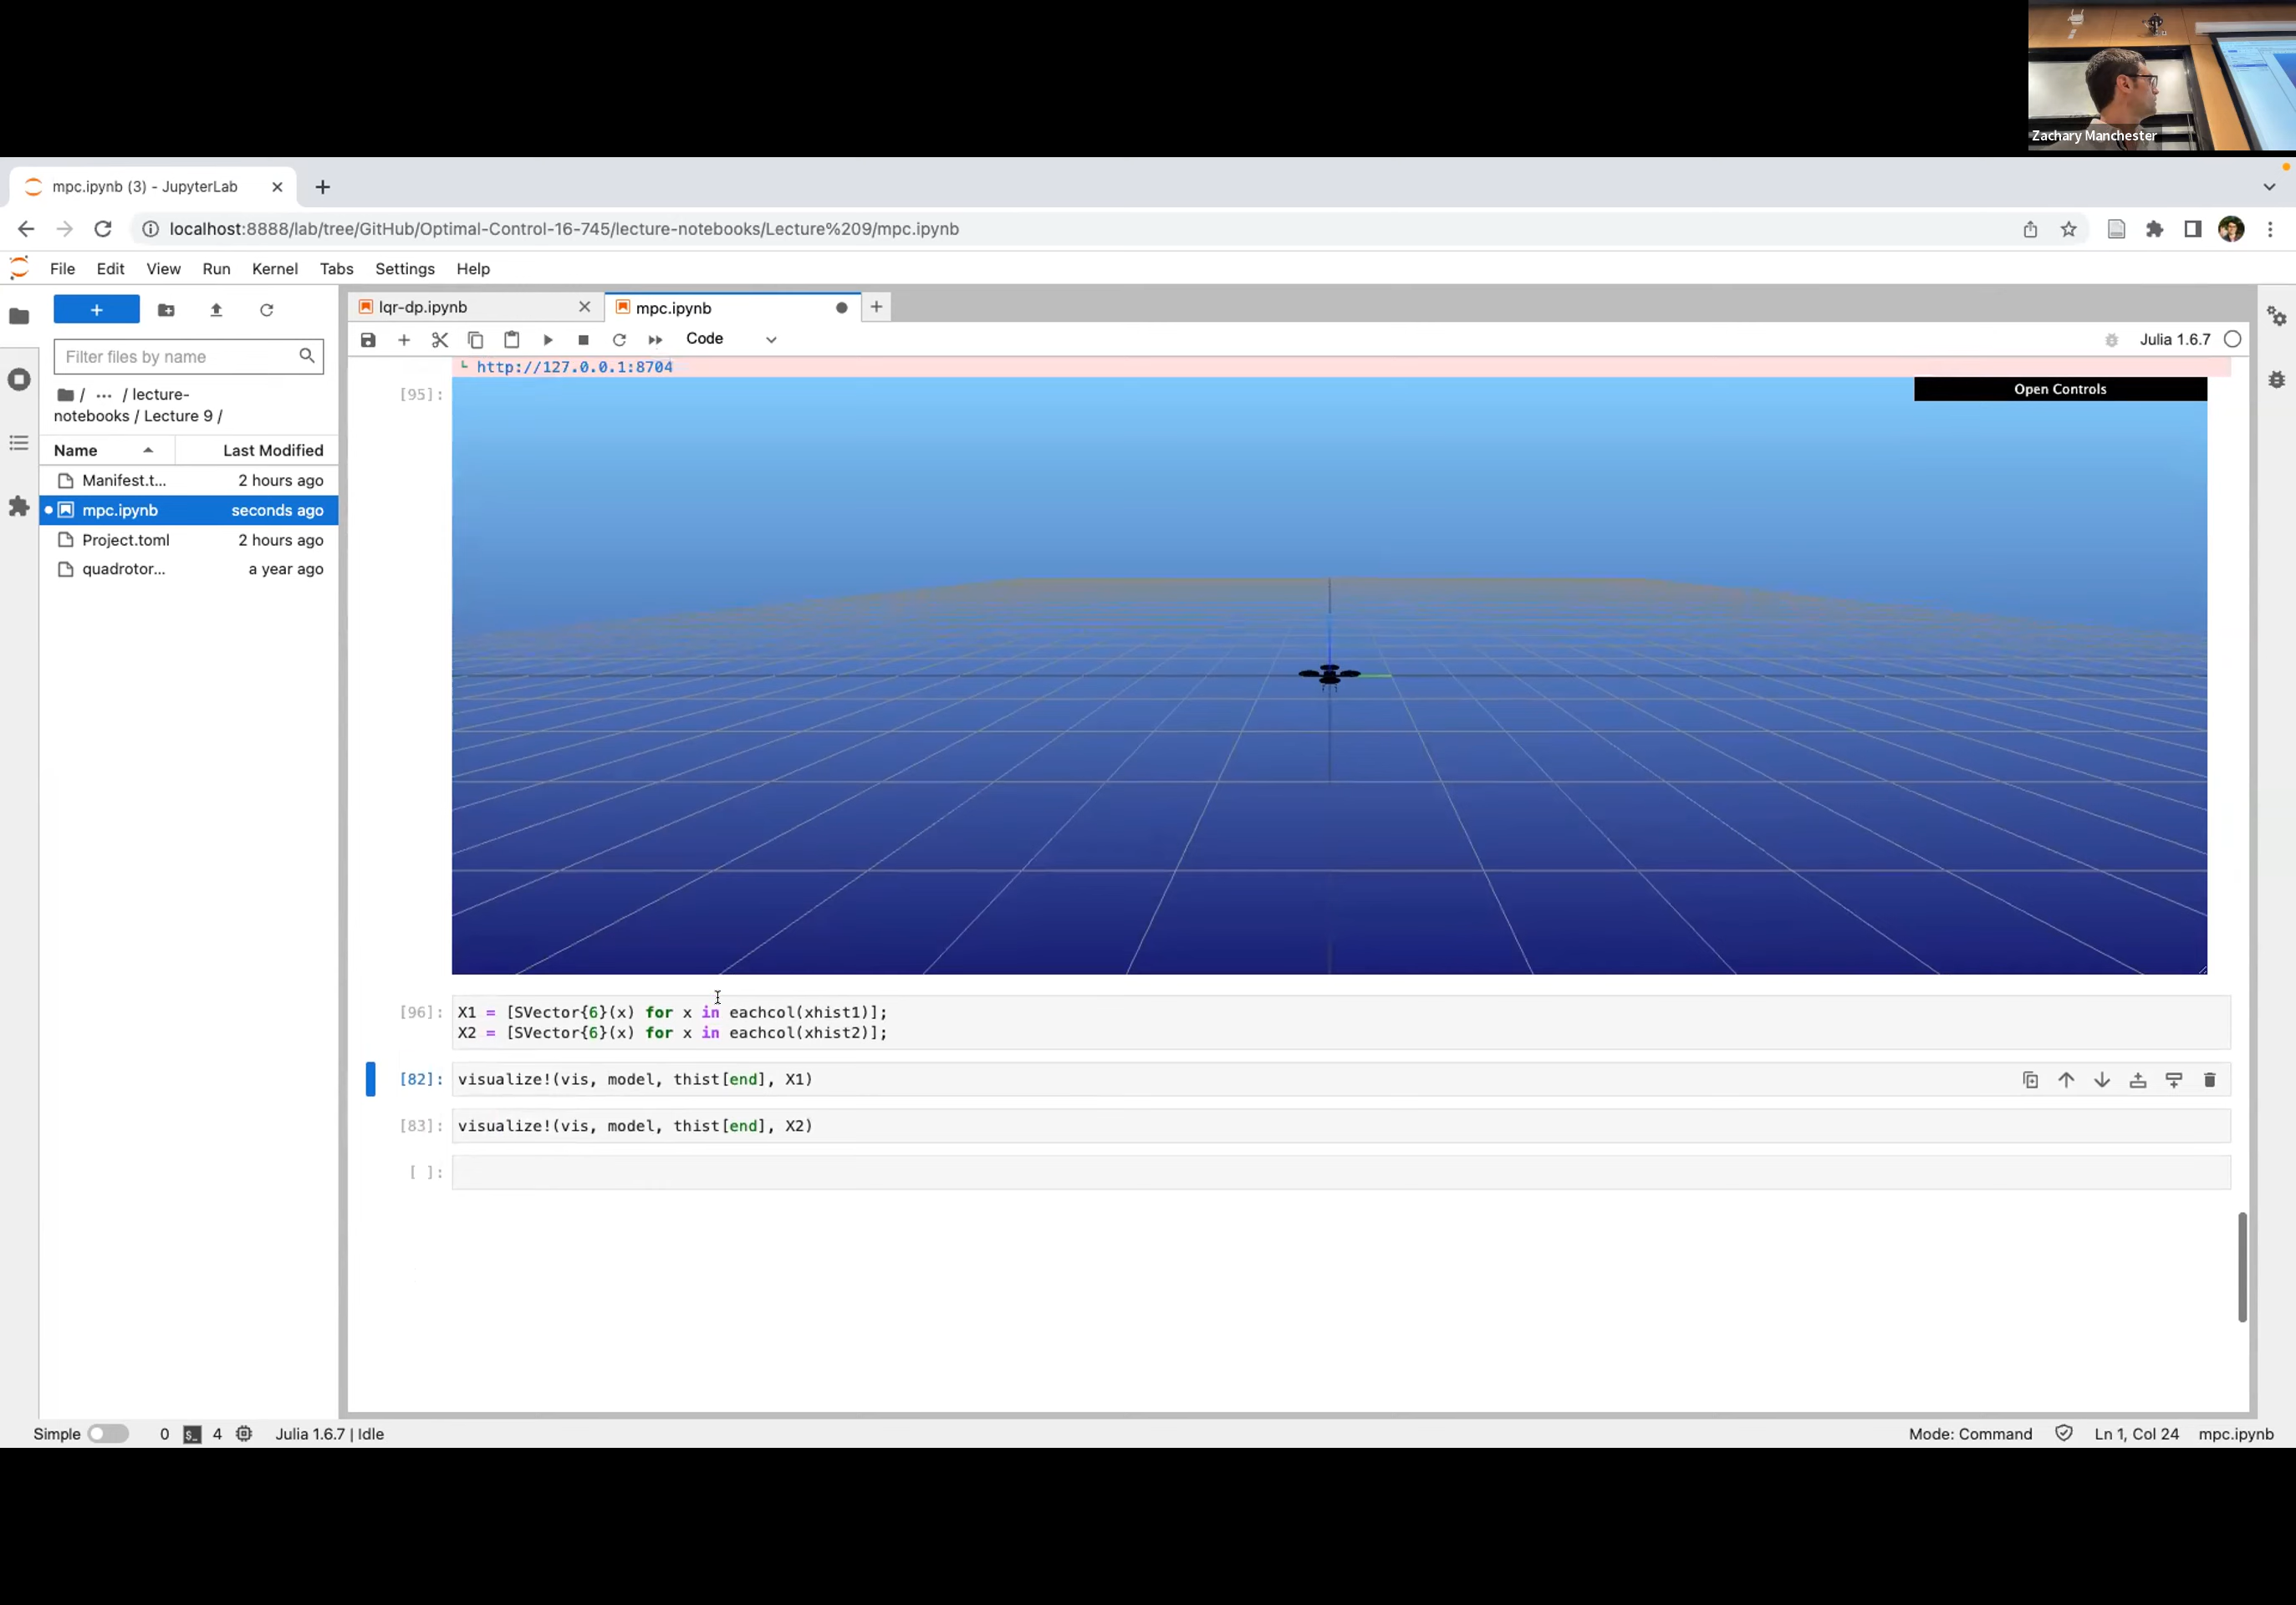 Zachary Manchester
mpc.ipynb (3) - JupyterLab
localhost:8888/lab/tree/GitHub/Optimal-Control-16-745/lecture-notebooks/Lecture%209/mpc.ipynb
File Edit View Run Kernel Tabs Settings Help
Filter files by name
/ ... / lecture-
notebooks / Lecture 9 /
Name Last Modified
Manifest.t... 2 hours ago
mpc.ipynb seconds ago
Project.toml 2 hours ago
quadrotor... a year ago
lqr-dp.ipynb mpc.ipynb
Code Julia 1.6.7
└ http://127.0.0.1:8704
[95]:
Open Controls
[96]: X1 = [SVector{6}(x) for x in eachcol(xhist1)];
X2 = [SVector{6}(x) for x in eachcol(xhist2)];
[82]: visualize!(vis, model, thist[end], X1)
[83]: visualize!(vis, model, thist[end], X2)
[ ]:
Simple 0 $_ 4 Julia 1.6.7 | Idle Mode: Command Ln 1, Col 24 mpc.ipynb